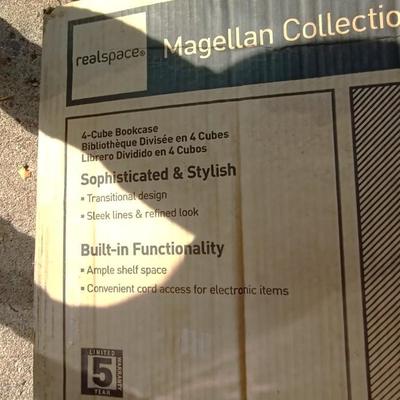 realspace®
Magellan Collectio
4-Cube Bookcase
Bibliothèque Divisée en 4 Cubes
Librero Dividido en 4 Cubos
Sophisticated & Stylish
▪ Transitional design
▪ Sleek lines & refined look
Built-in Functionality
▪ Ample shelf space
▪ Convenient cord access for electronic items
LIMITED
5
YEAR
WARRANTY